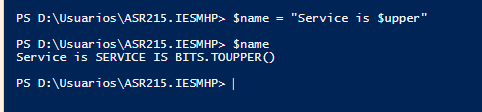 PS D:\Usuarios\ASR215.IESMHP> $name = "Service is $upper"
PS D:\Usuarios\ASR215.IESMHP> $name
Service is SERVICE IS BITS.TOUPPER()
PS D:\Usuarios\ASR215.IESMHP>